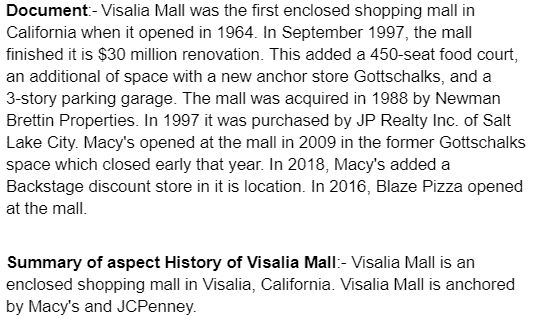 Document:- Visalia Mall was the first enclosed shopping mall in
California when it opened in 1964. In September 1997, the mall
finished it is $30 million renovation. This added a 450-seat food court,
an additional of space with a new anchor store Gottschalks, and a
3-story parking garage. The mall was acquired in 1988 by Newman
Brettin Properties. In 1997 it was purchased by JP Realty Inc. of Salt
Lake City. Macy's opened at the mall in 2009 in the former Gottschalks
space which closed early that year. In 2018, Macy's added a
Backstage discount store in it is location. In 2016, Blaze Pizza opened
at the mall.
Summary of aspect History of Visalia Mall:- Visalia Mall is an
enclosed shopping mall in Visalia, California. Visalia Mall is anchored
by Macy's and JCPenney.